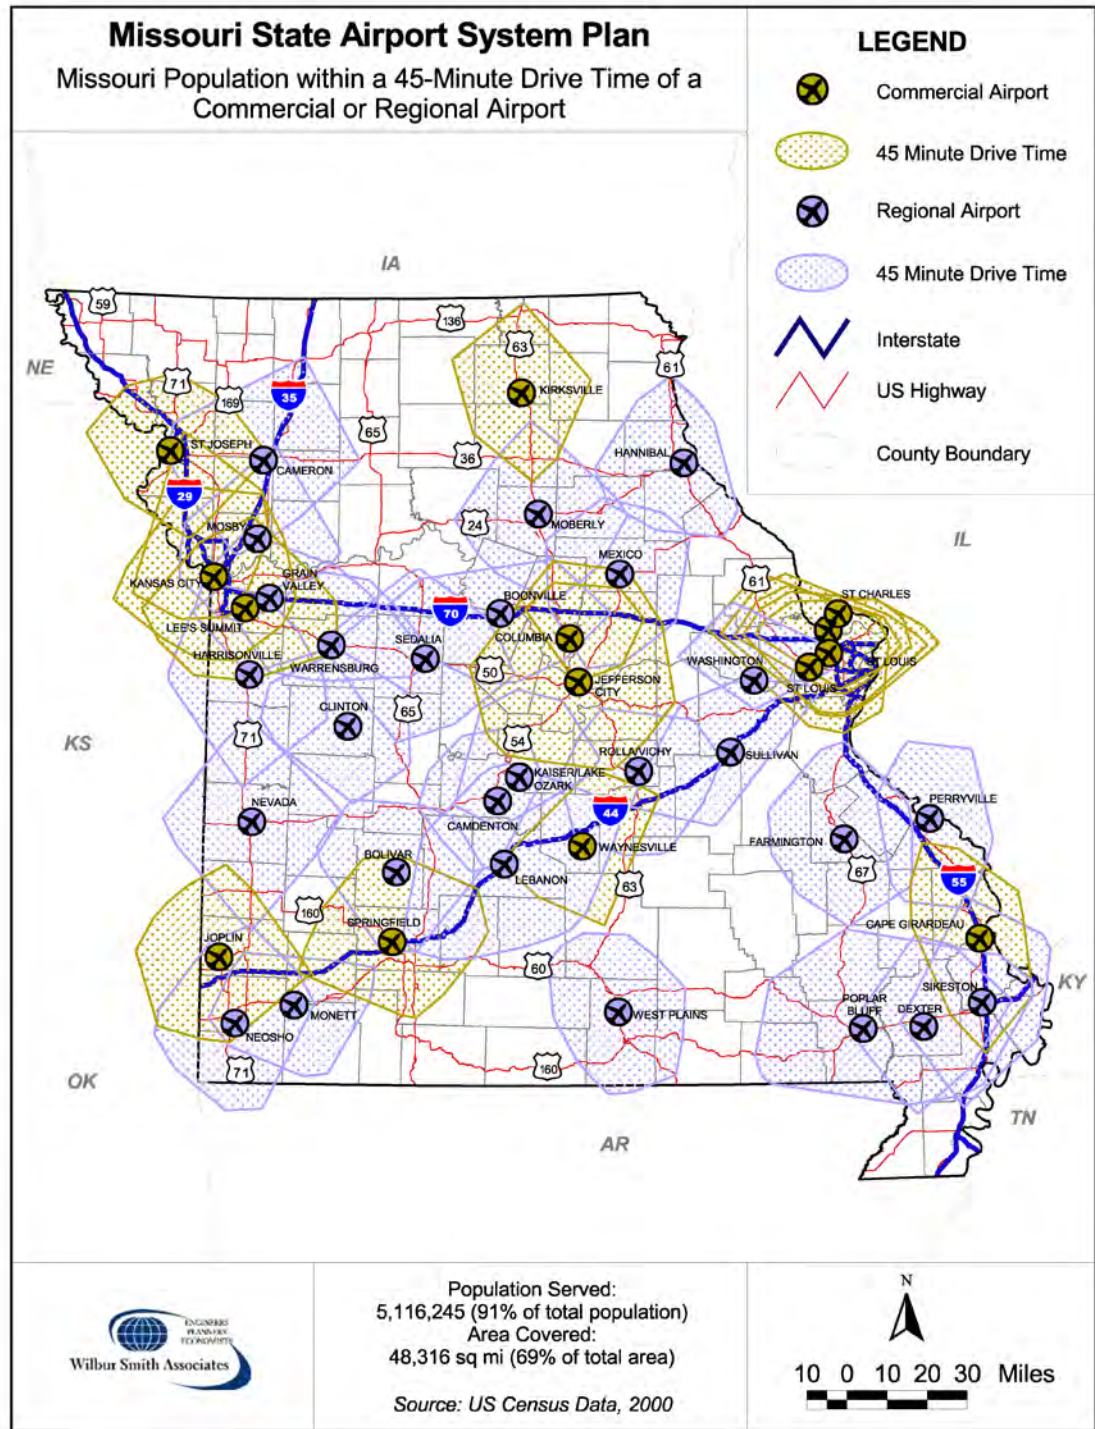 Missouri State Airport System Plan
Missouri Population within a 45-Minute Drive Time of a
Commercial or Regional Airport
LEGEND
Commercial Airport
45 Minute Drive Time
Regional Airport
45 Minute Drive Time
Interstate
US Highway
County Boundary
IA
NE
59
136
63
61
71
169
35
65
KIRKSVILLE
ST JOSEPH
CAMERON
36
HANNIBAL
29
24
MOBERLY
MOSBY
IL
MEXICO
KANSAS CITY
GRAIN
VALLEY
61
ST CHARLES
70
BOONVILLE
LEE'S SUMMIT
SEDALIA
COLUMBIA
HARRISONVILLE
WARRENSBURG
50
WASHINGTON
ST LOUIS
JEFFERSON
CITY
ST LOUIS
CLINTON
65
KS
71
54
ROLLA/VICHY
SULLIVAN
KAISER/LAKE
OZARK
NEVADA
44
PERRYVILLE
CAMDENTON
WAYNESVILLE
FARMINGTON
BOLIVAR
LEBANON
67
63
55
160
SPRINGFIELD
CAPE GIRARDEAU
JOPLIN
60
KY
SIKESTON
MONETT
WEST PLAINS
POPLAR
BLUFF
DEXTER
NEOSHO
71
160
OK
TN
AR
ENGINEERS
PLANNERS
ECONOMISTS
Wilbur Smith Associates
Population Served:
5,116,245 (91% of total population)
Area Covered:
48,316 sq mi (69% of total area)
Source: US Census Data, 2000
N
10 0 10 20 30 Miles